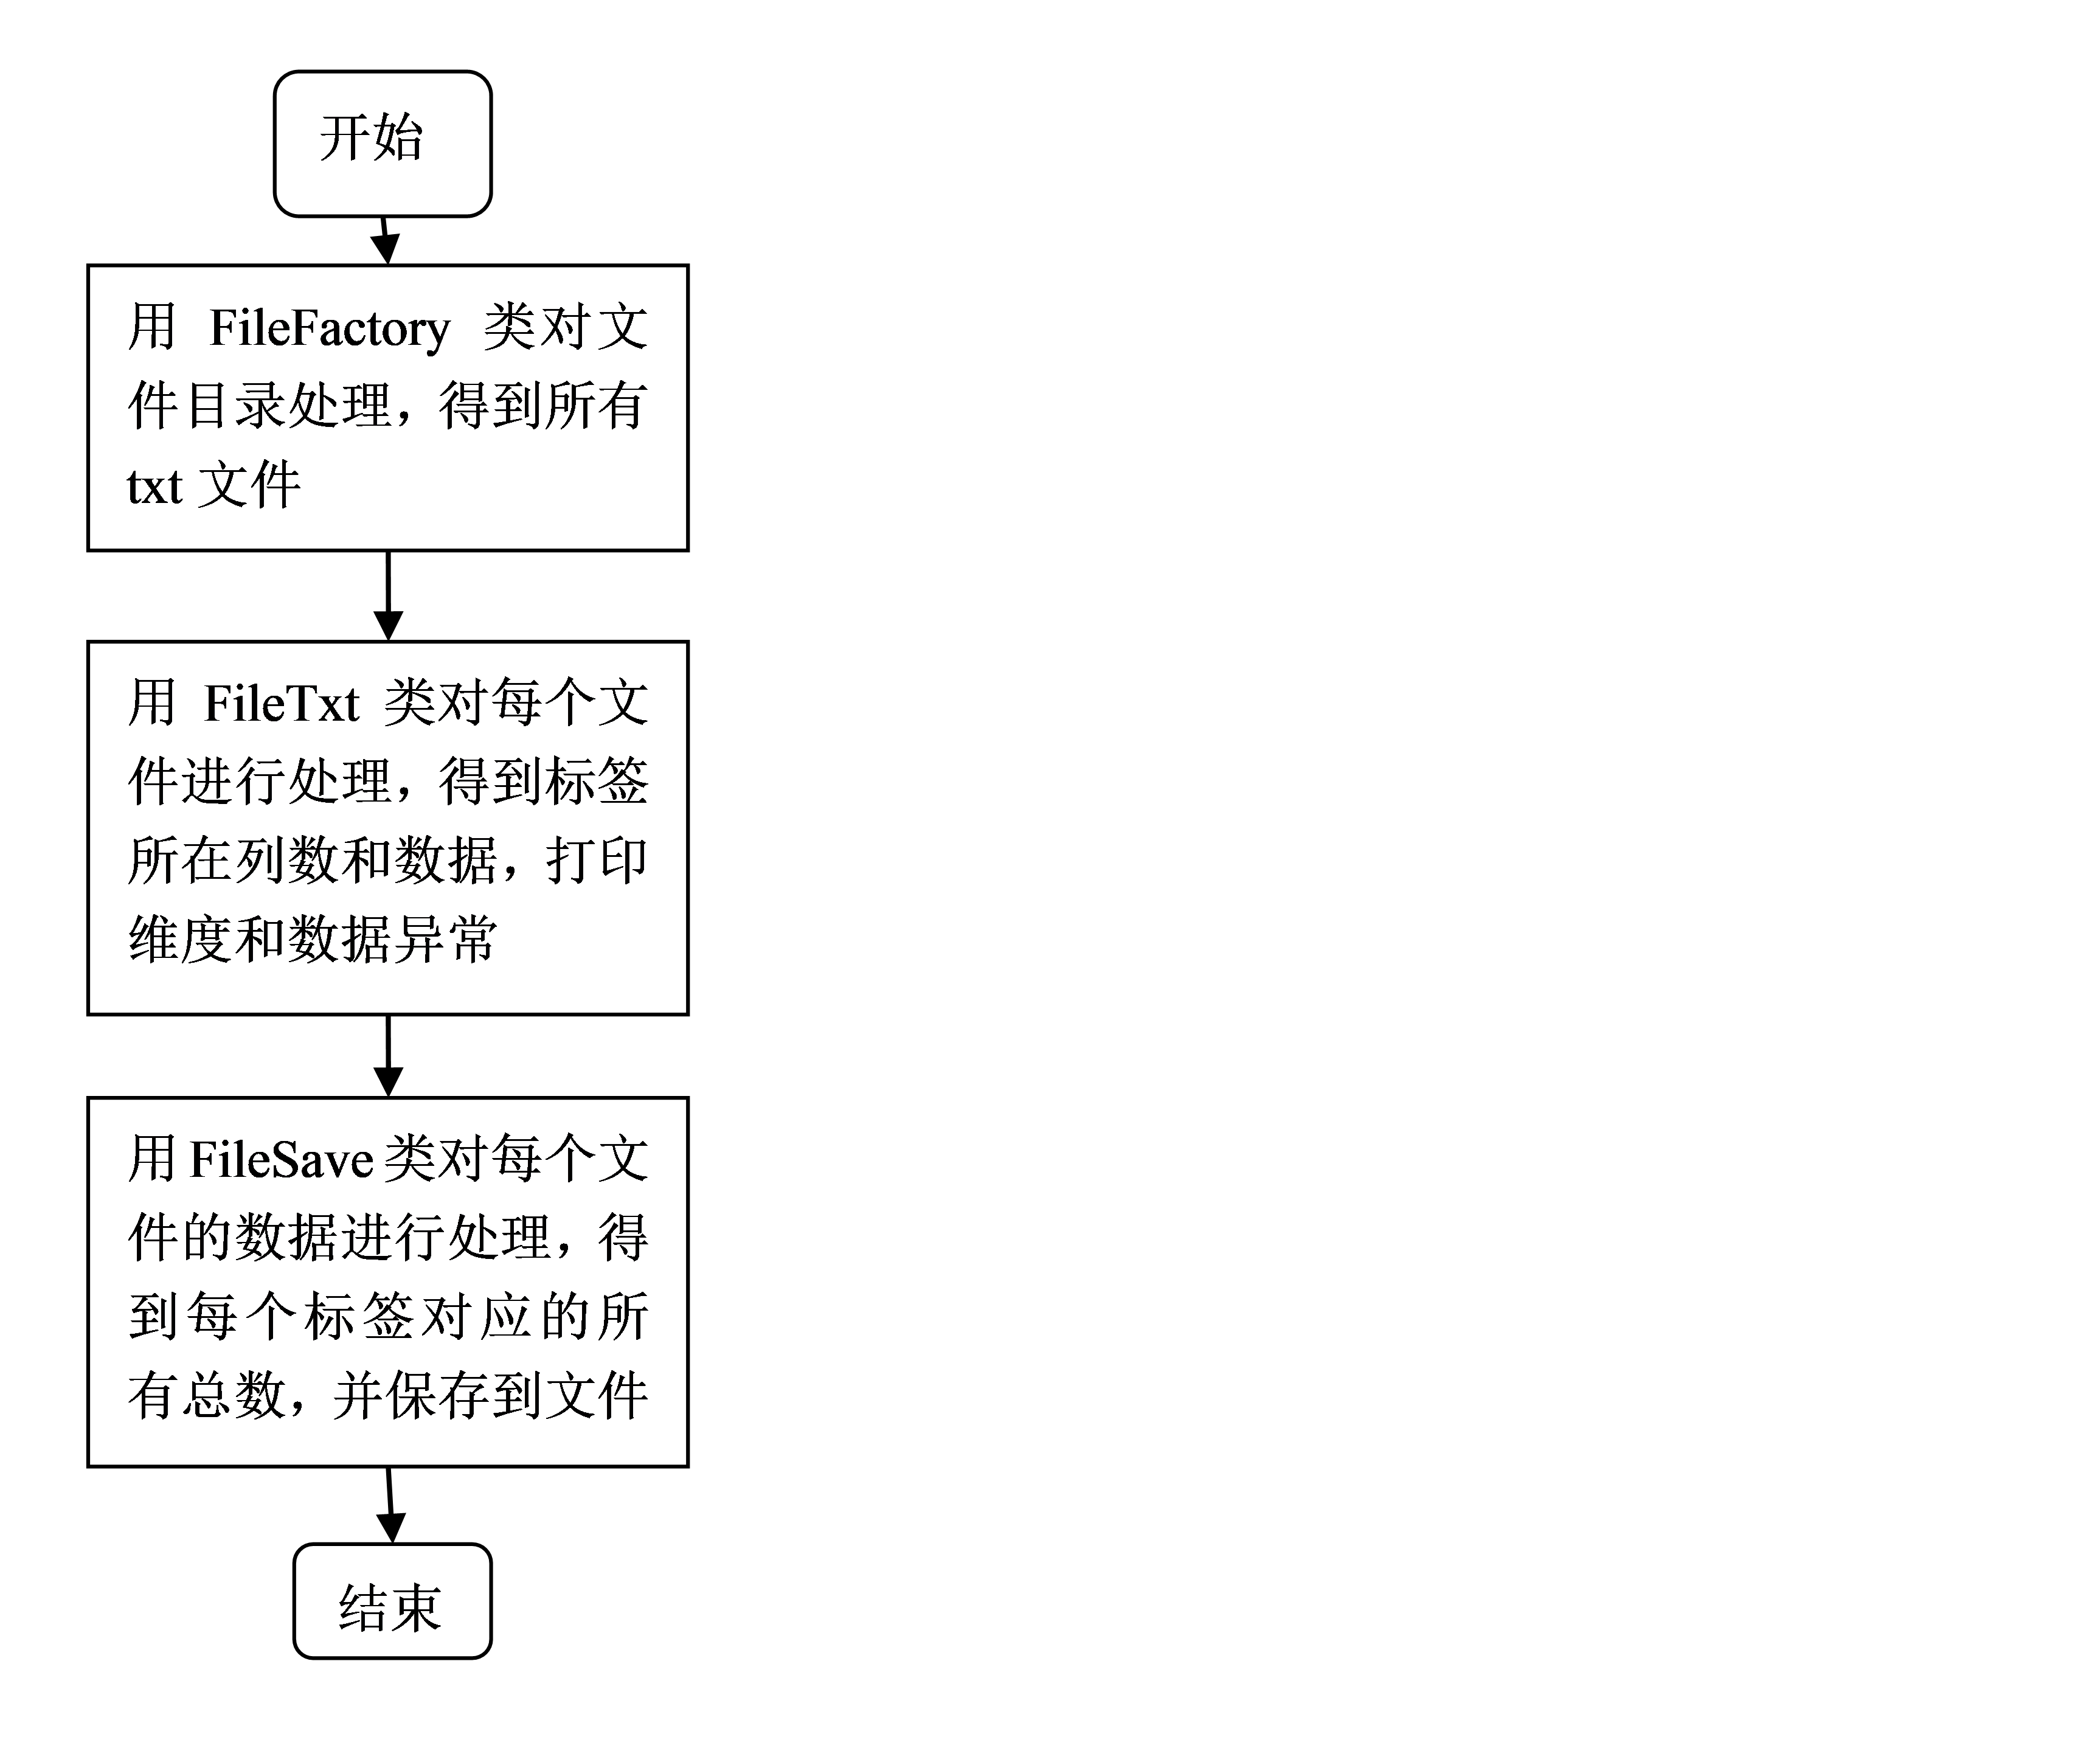 开始
用 FileFactory 类对文
件目录处理，得到所有
txt 文件
用 FileTxt 类对每个文
件进行处理，得到标签
所在列数和数据，打印
维度和数据异常
用 FileSave 类对每个文
件的数据进行处理，得
到每个标签对应的所
有总数，并保存到文件
结束